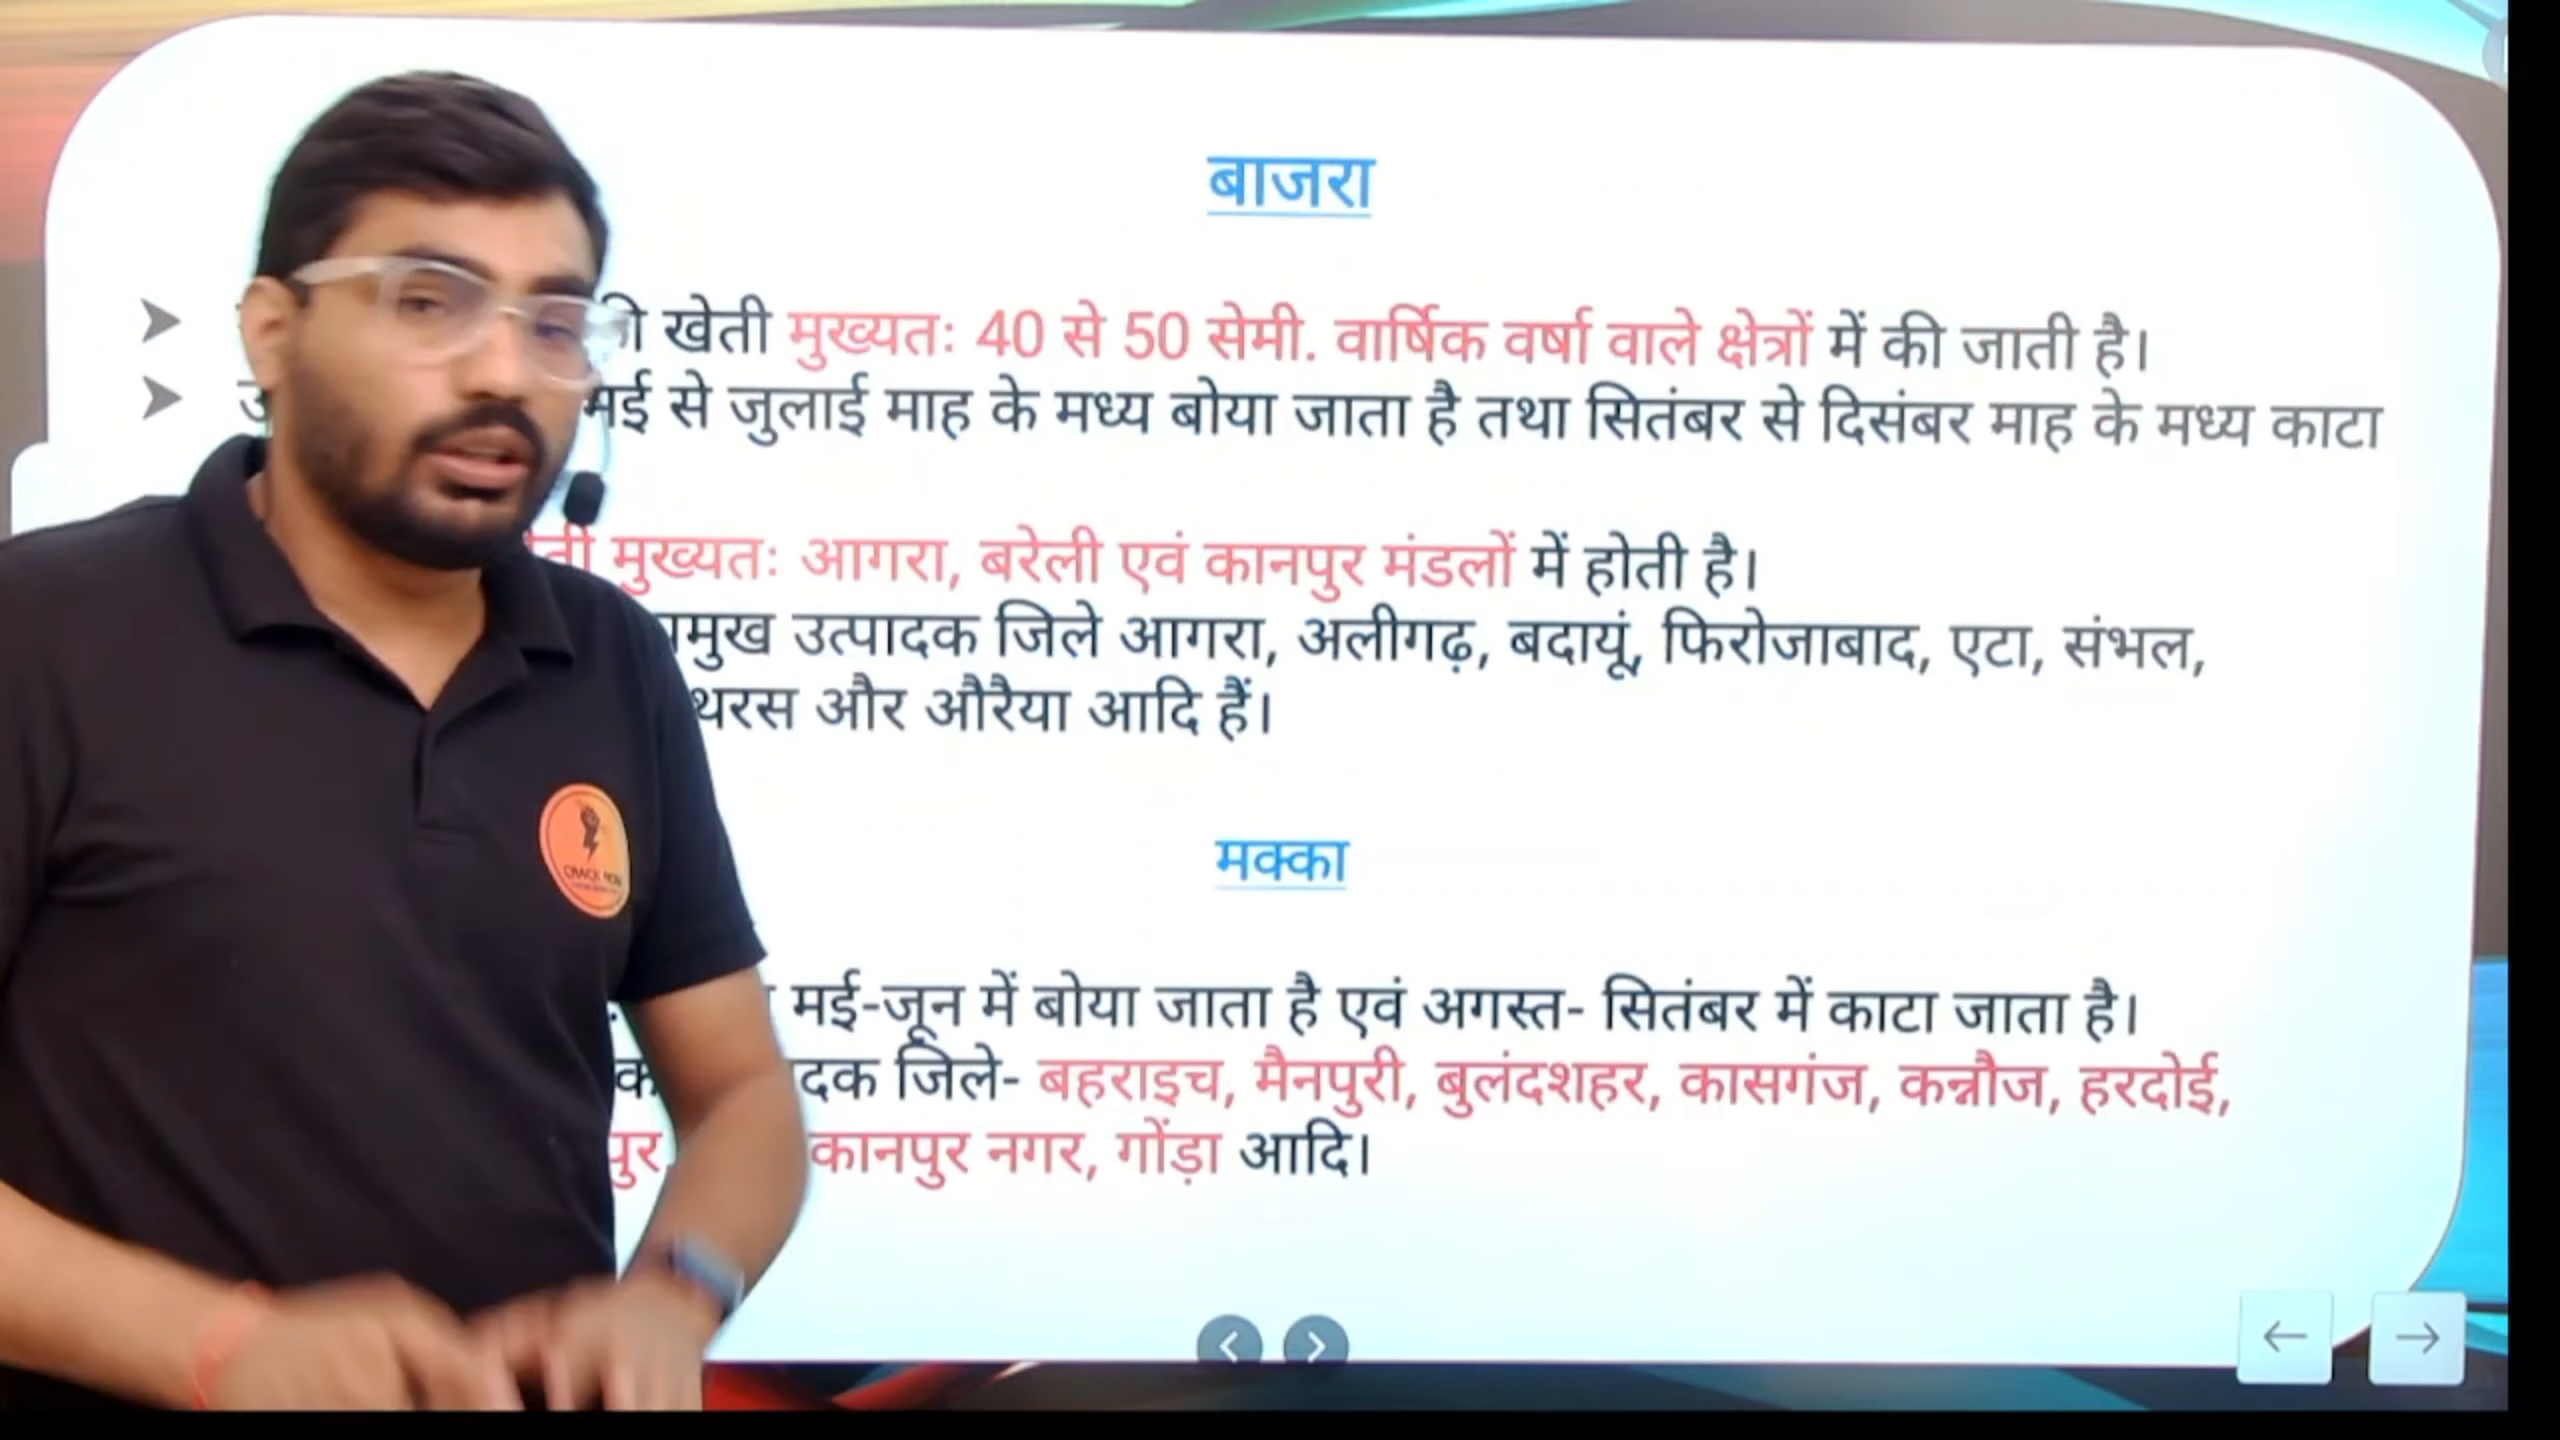 बाजरा
खेती मुख्यतः 40 से 50 सेमी. वार्षिक वर्षा वाले क्षेत्रों में की जाती है।
मई से जुलाई माह के मध्य बोया जाता है तथा सितंबर से दिसंबर माह के मध्य काटा
मुख्यतः आगरा, बरेली एवं कानपुर मंडलों में होती है।
उत्पादक जिले आगरा, अलीगढ़, बदायूं, फिरोजाबाद, एटा, संभल,
और औरैया आदि हैं।
मक्का
मई-जून में बोया जाता है एवं अगस्त- सितंबर में काटा जाता है।
जिले- बहराइच, मैनपुरी, बुलंदशहर, कासगंज, कन्नौज, हरदोई,
कानपुर नगर, गोंड़ा आदि।